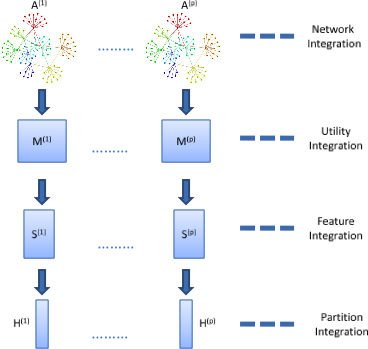 A⁽¹⁾ A⁽ᵖ⁾
......... Network
Integration
M⁽¹⁾ ......... M⁽ᵖ⁾ Utility
Integration
S⁽¹⁾ ......... S⁽ᵖ⁾ Feature
Integration
H⁽¹⁾ ......... H⁽ᵖ⁾ Partition
Integration